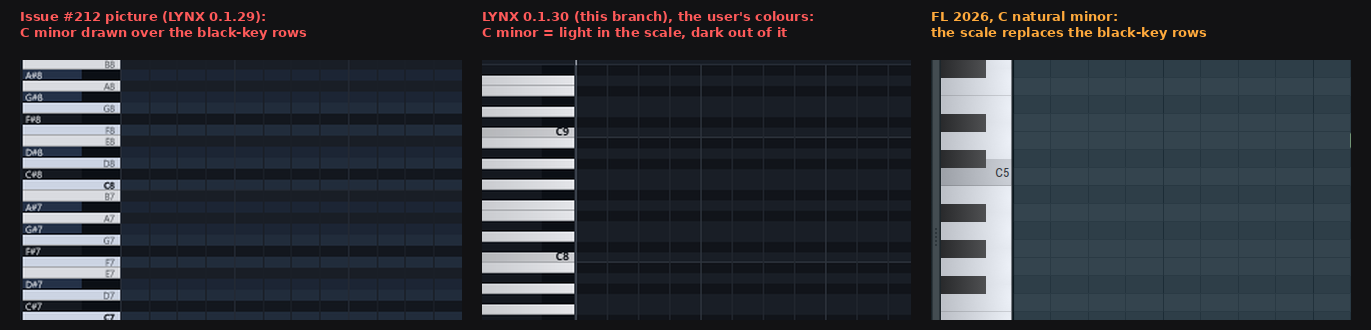 Issue #212 picture (LYNX 0.1.29):
C minor drawn over the black-key rows
LYNX 0.1.30 (this branch), the user's colours:
C minor = light in the scale, dark out of it
FL 2026, C natural minor:
the scale replaces the black-key rows
B8
A#8
A8
G#8
G8
F#8
F8
E8
D#8
D8
C#8
C8
B7
A#7
A7
G#7
G7
F#7
F7
E7
D#7
D7
C#7
C7
C9
C8
C5